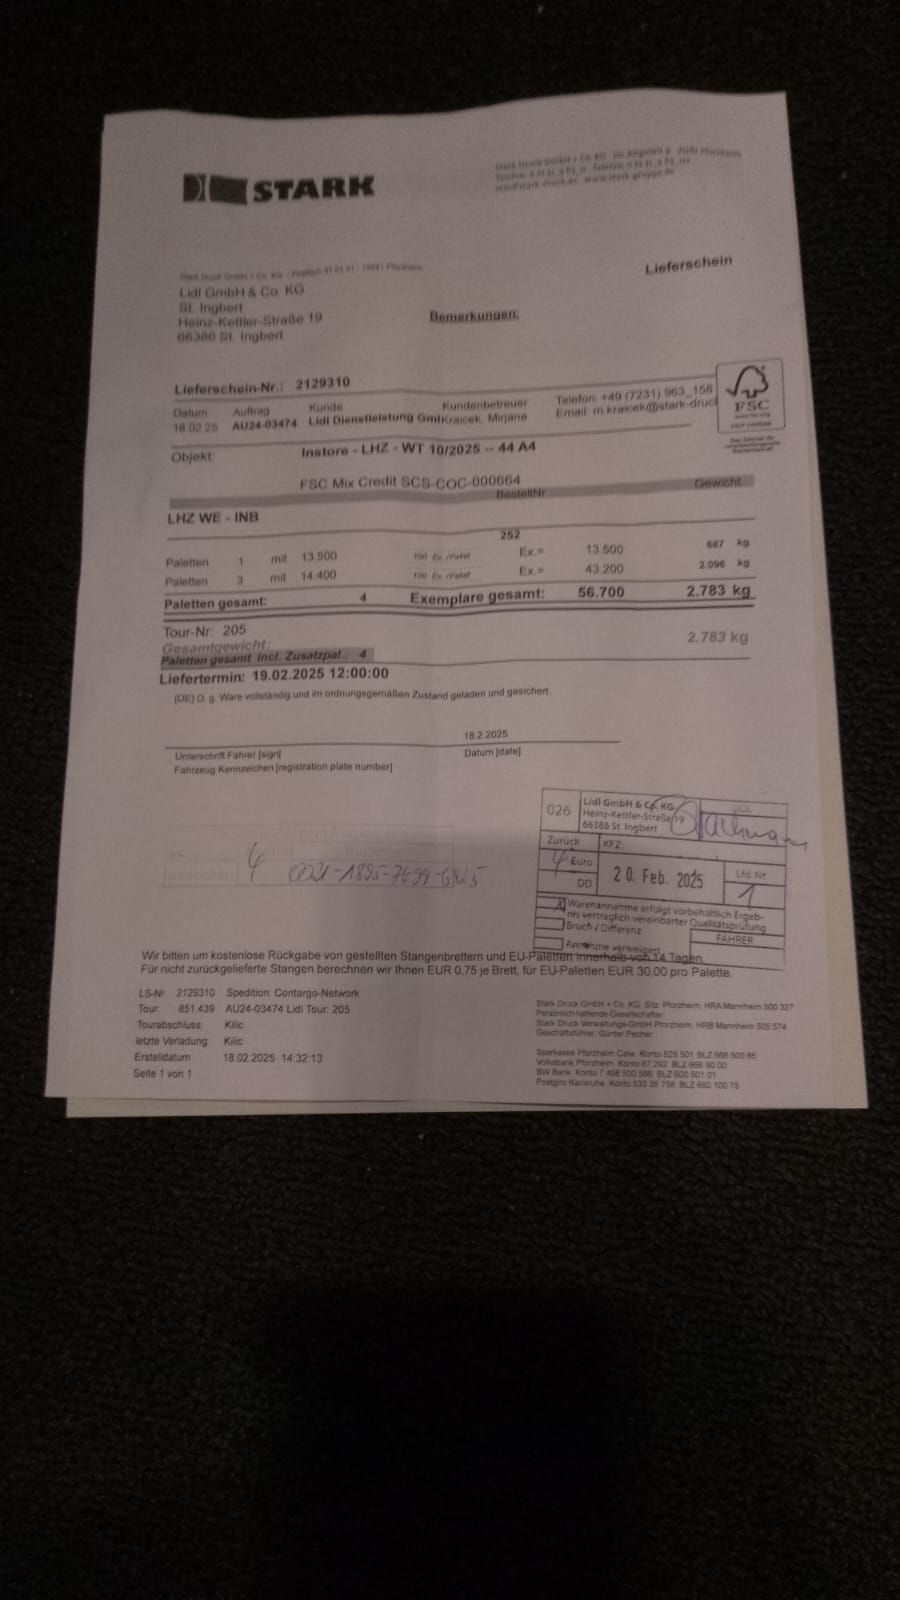 STARK
Lieferschein
Lidl GmbH & Co. KG
St. Ingbert
Heinz-Kettler-Straße 19
66386 St. Ingbert
Bemerkungen:
Lieferschein-Nr.: 2129310
Datum Auftrag Kunde Kundenbetreuer
18.02.25 AU24-03474 Lidl Dienstleistung GmbKraicek, Mirjana
Telefon: +49 (7231) 963_158
Email: m.kraicek@stark-druc
FSC
Objekt: Instore - LHZ - WT 10/2025 -- 44 A4
FSC Mix Credit SCS-COC-000664
BestellNr Gewicht
LHZ WE - INB
252
Paletten 1 mit 13.500 100 Ex /Paket Ex.= 13.500 687 kg
Paletten 3 mit 14.400 100 Ex /Paket Ex.= 43.200 2.096 kg
Paletten gesamt: 4 Exemplare gesamt: 56.700 2.783 kg
Tour-Nr: 205
Gesamtgewicht: 2.783 kg
Paletten gesamt incl. Zusatzpal.: 4
Liefertermin: 19.02.2025 12:00:00
[DE] O. g. Ware vollständig und im ordnungsgemäßen Zustand geladen und gesichert.
18.2.2025
Unterschrift Fahrer [sign] Datum [date]
Fahrzeug Kennzeichen [registration plate number]
026 Lidl GmbH & Co. KG
Heinz-Kettler-Straße 19
66386 St. Ingbert
Zurück KFZ:
4 Euro
20. Feb. 2025
Lfd. Nr.
1
DD
Warenannahme erfolgt vorbehaltlich Ergeb-
nis vertraglich vereinbarter Qualitätsprüfung
Bruch / Differenz
FAHRER
Annahme verweigert
4
Wir bitten um kostenlose Rückgabe von gestellten Stangenbrettern und EU-Paletten innerhalb von 14 Tagen.
Für nicht zurückgelieferte Stangen berechnen wir Ihnen EUR 0,75 je Brett, für EU-Paletten EUR 30,00 pro Palette.
LS-Nr. 2129310 Spedition: Contargo-Network
Tour: 851.439 AU24-03474 Lidl Tour: 205
Tourabschluss: Kilic
letzte Verladung: Kilic
Erstelldatum 18.02.2025 14:32:13
Seite 1 von 1
Stark Druck GmbH + Co. KG. Sitz: Pforzheim, HRA Mannheim 500 327
Persönlich haftende Gesellschafter:
Stark Druck Verwaltungs-GmbH Pforzheim, HRB Mannheim 505 574
Geschäftsführer: Günter Pecher